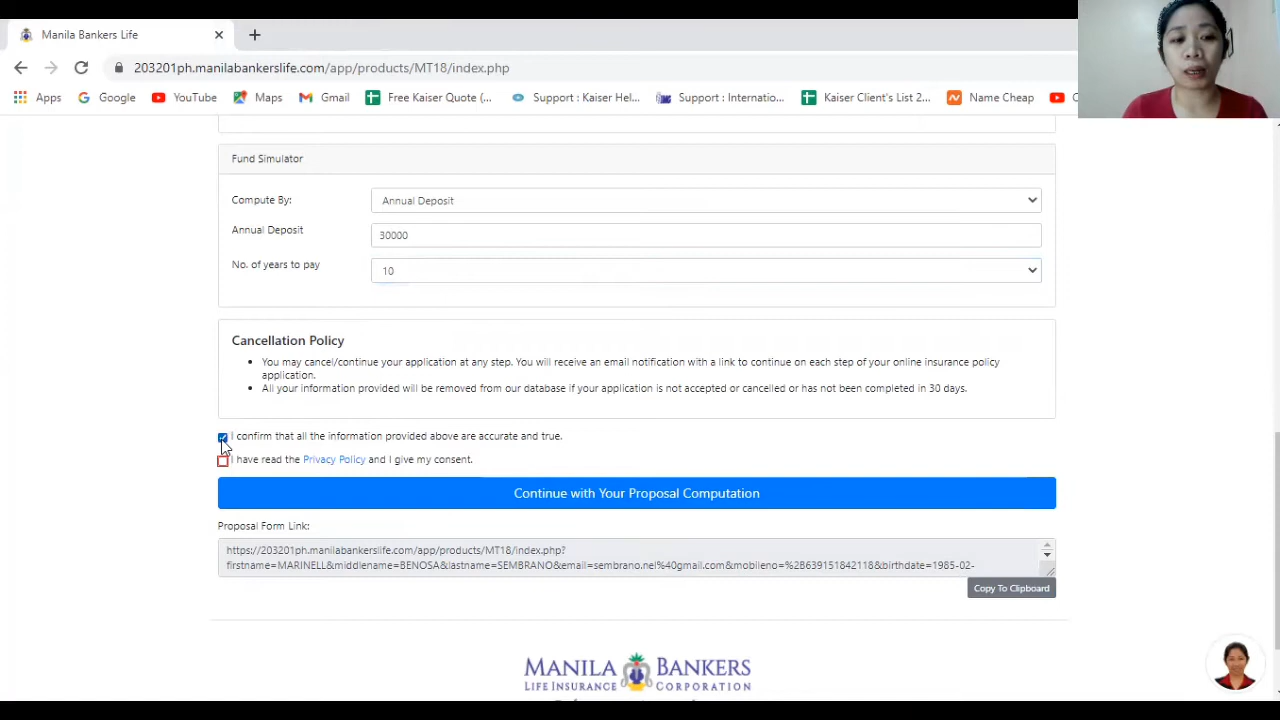 Manila Bankers Life
203201ph.manilabankerslife.com/app/products/MT18/index.php
Apps
Google
YouTube
Maps
Gmail
Free Kaiser Quote (...
Support : Kaiser Hel...
Support : Internatio...
Kaiser Client's List 2...
Name Cheap
Fund Simulator
Compute By:
Annual Deposit
Annual Deposit
30000
No. of years to pay
10
Cancellation Policy
• You may cancel/continue your application at any step. You will receive an email notification with a link to continue on each step of your online insurance policy
application.
• All your information provided will be removed from our database if your application is not accepted or cancelled or has not been completed in 30 days.
I confirm that all the information provided above are accurate and true.
I have read the Privacy Policy and I give my consent.
Continue with Your Proposal Computation
Proposal Form Link:
https://203201ph.manilabankerslife.com/app/products/MT18/index.php?
firstname=MARINELL&middlename=BENOSA&lastname=SEMBRANO&email=sembrano.nel%40gmail.com&mobileno=%2B639151842118&birthdate=1985-02-
Copy To Clipboard
MANILA BANKERS
LIFE INSURANCE CORPORATION